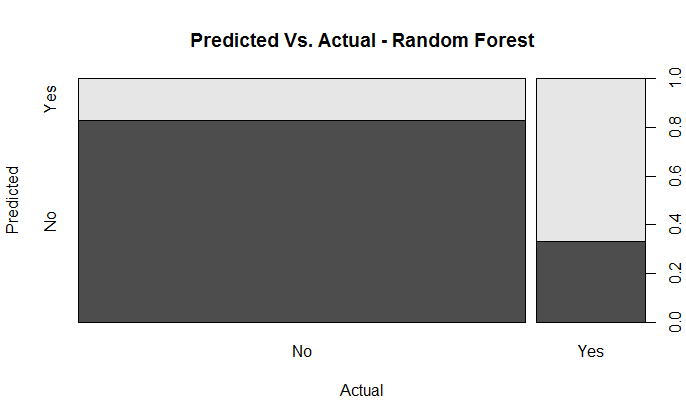 Predicted Vs. Actual - Random Forest
Predicted
Yes
No
1.0
0.8
0.6
0.4
0.2
0.0
No
Yes
Actual